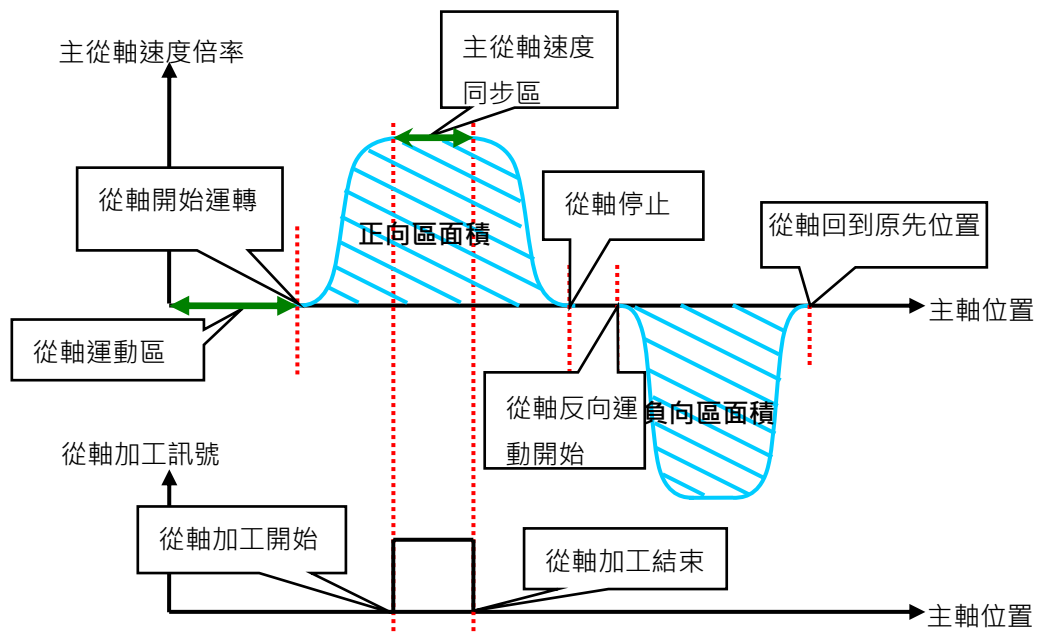 主從軸速度倍率
主從軸速度
同步區
從軸開始運轉
正向區面積
從軸停止
從軸回到原先位置
主軸位置
從軸運動區
從軸反向運
動開始
負向區面積
從軸加工訊號
從軸加工開始
從軸加工結束
主軸位置